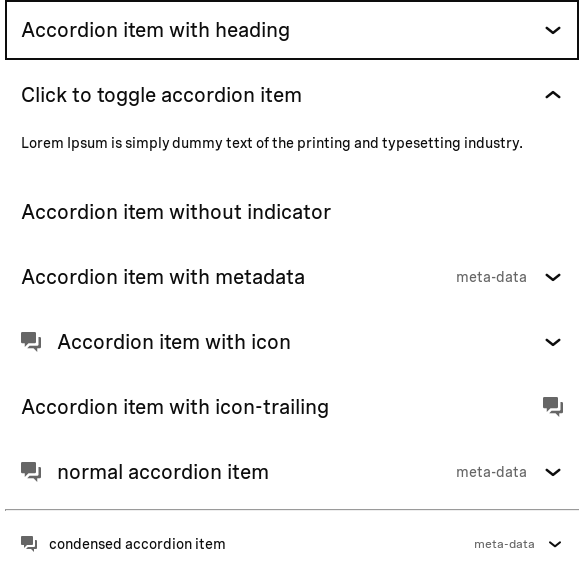 Accordion item with heading
Click to toggle accordion item
Lorem Ipsum is simply dummy text of the printing and typesetting industry.
Accordion item without indicator
Accordion item with metadata meta-data
Accordion item with icon
Accordion item with icon-trailing
normal accordion item meta-data
condensed accordion item meta-data